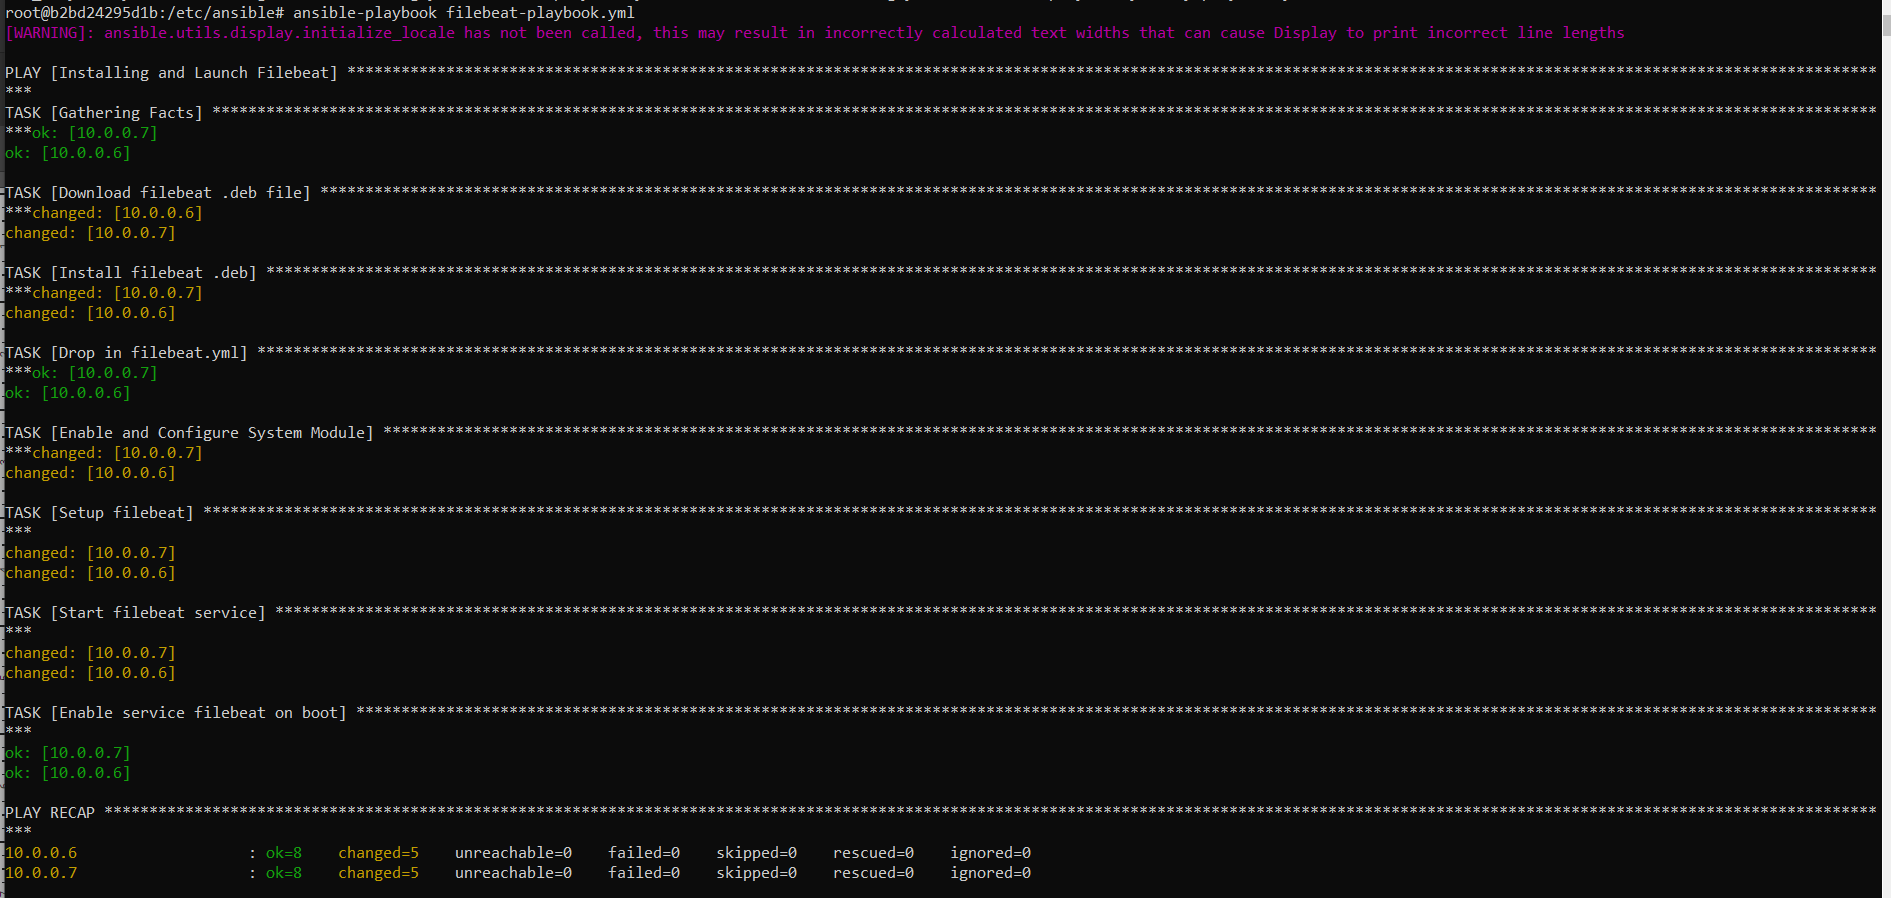 root@b2bd24295d1b:/etc/ansible# ansible-playbook filebeat-playbook.yml
[WARNING]: ansible.utils.display.initialize_locale has not been called, this may result in incorrectly calculated text widths that can cause Display to print incorrect line lengths
PLAY [Installing and Launch Filebeat] **************************************************************************************************************************************************************************
***
TASK [Gathering Facts] *****************************************************************************************************************************************************************************************
***ok: [10.0.0.7]
ok: [10.0.0.6]
TASK [Download filebeat .deb file] *****************************************************************************************************************************************************************************
***changed: [10.0.0.6]
changed: [10.0.0.7]
TASK [Install filebeat .deb] ***********************************************************************************************************************************************************************************
***changed: [10.0.0.7]
changed: [10.0.0.6]
TASK [Drop in filebeat.yml] ************************************************************************************************************************************************************************************
***ok: [10.0.0.7]
ok: [10.0.0.6]
TASK [Enable and Configure System Module] **********************************************************************************************************************************************************************
***changed: [10.0.0.7]
changed: [10.0.0.6]
TASK [Setup filebeat] ******************************************************************************************************************************************************************************************
***
changed: [10.0.0.7]
changed: [10.0.0.6]
TASK [Start filebeat service] **********************************************************************************************************************************************************************************
***
changed: [10.0.0.7]
changed: [10.0.0.6]
TASK [Enable service filebeat on boot] *************************************************************************************************************************************************************************
***
ok: [10.0.0.7]
ok: [10.0.0.6]
PLAY RECAP *****************************************************************************************************************************************************************************************************
***
10.0.0.6                   : ok=8    changed=5    unreachable=0    failed=0    skipped=0    rescued=0    ignored=0
10.0.0.7                   : ok=8    changed=5    unreachable=0    failed=0    skipped=0    rescued=0    ignored=0